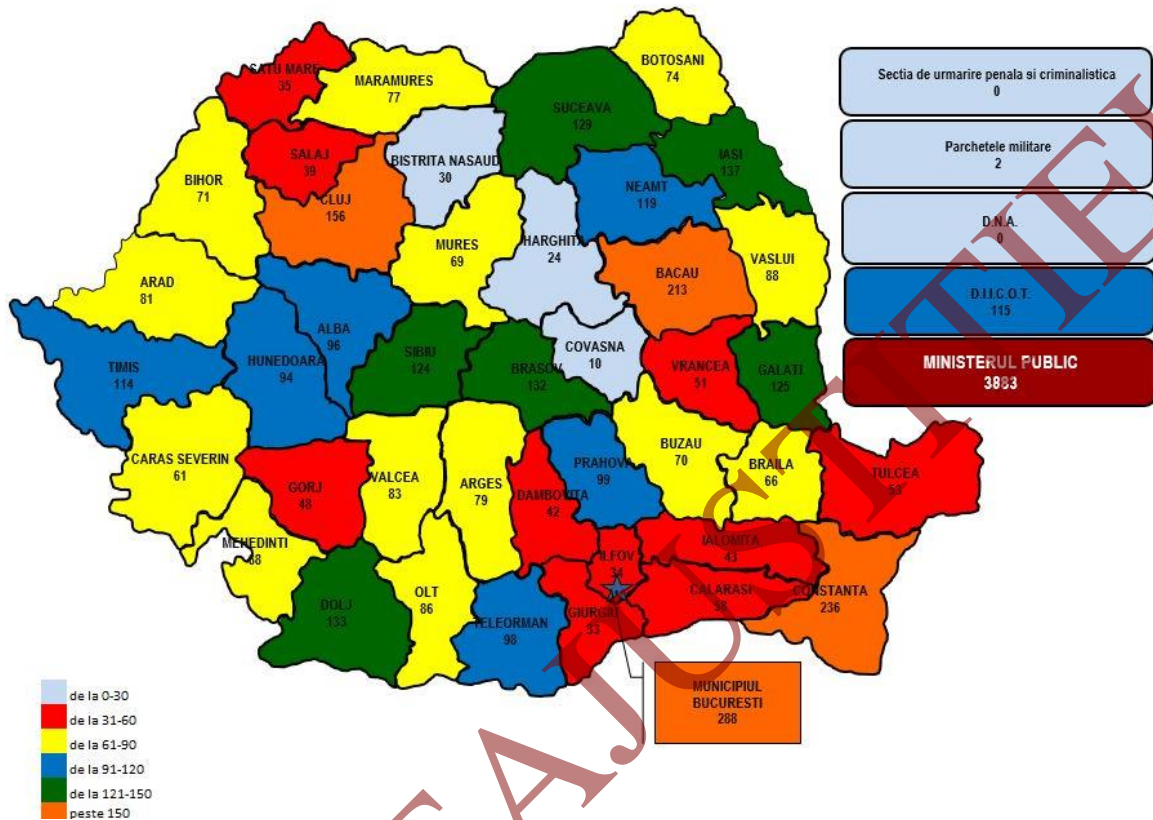 SATU MARE
35
MARAMURES
77
BOTOSANI
74
SUCEAVA
129
IASI
137
SALAJ
39
BISTRITA NASAUD
30
BIHOR
71
CLUJ
156
NEAMT
119
MURES
69
HARGHITA
24
BACAU
213
VASLUI
88
ARAD
81
ALBA
96
HUNEDOARA
94
SIBIU
124
BRASOV
132
COVASNA
10
VRANCEA
51
GALATI
125
TIMIS
114
CARAS SEVERIN
61
GORJ
48
VALCEA
83
ARGES
79
DAMBOVITA
42
PRAHOVA
99
BUZAU
70
BRAILA
66
TULCEA
53
MEHEDINTI
DOLJ
133
OLT
86
TELEORMAN
98
ILFOV
34
GIURGIU
33
IALOMITA
43
CALARASI
38
CONSTANTA
236
MUNICIPIUL
BUCURESTI
288
Sectia de urmarire penala si criminalistica
0
Parchetele militare
2
D.N.A.
0
D.I.I.C.O.T.
115
MINISTERUL PUBLIC
3883
de la 0-30
de la 31-60
de la 61-90
de la 91-120
de la 121-150
peste 150